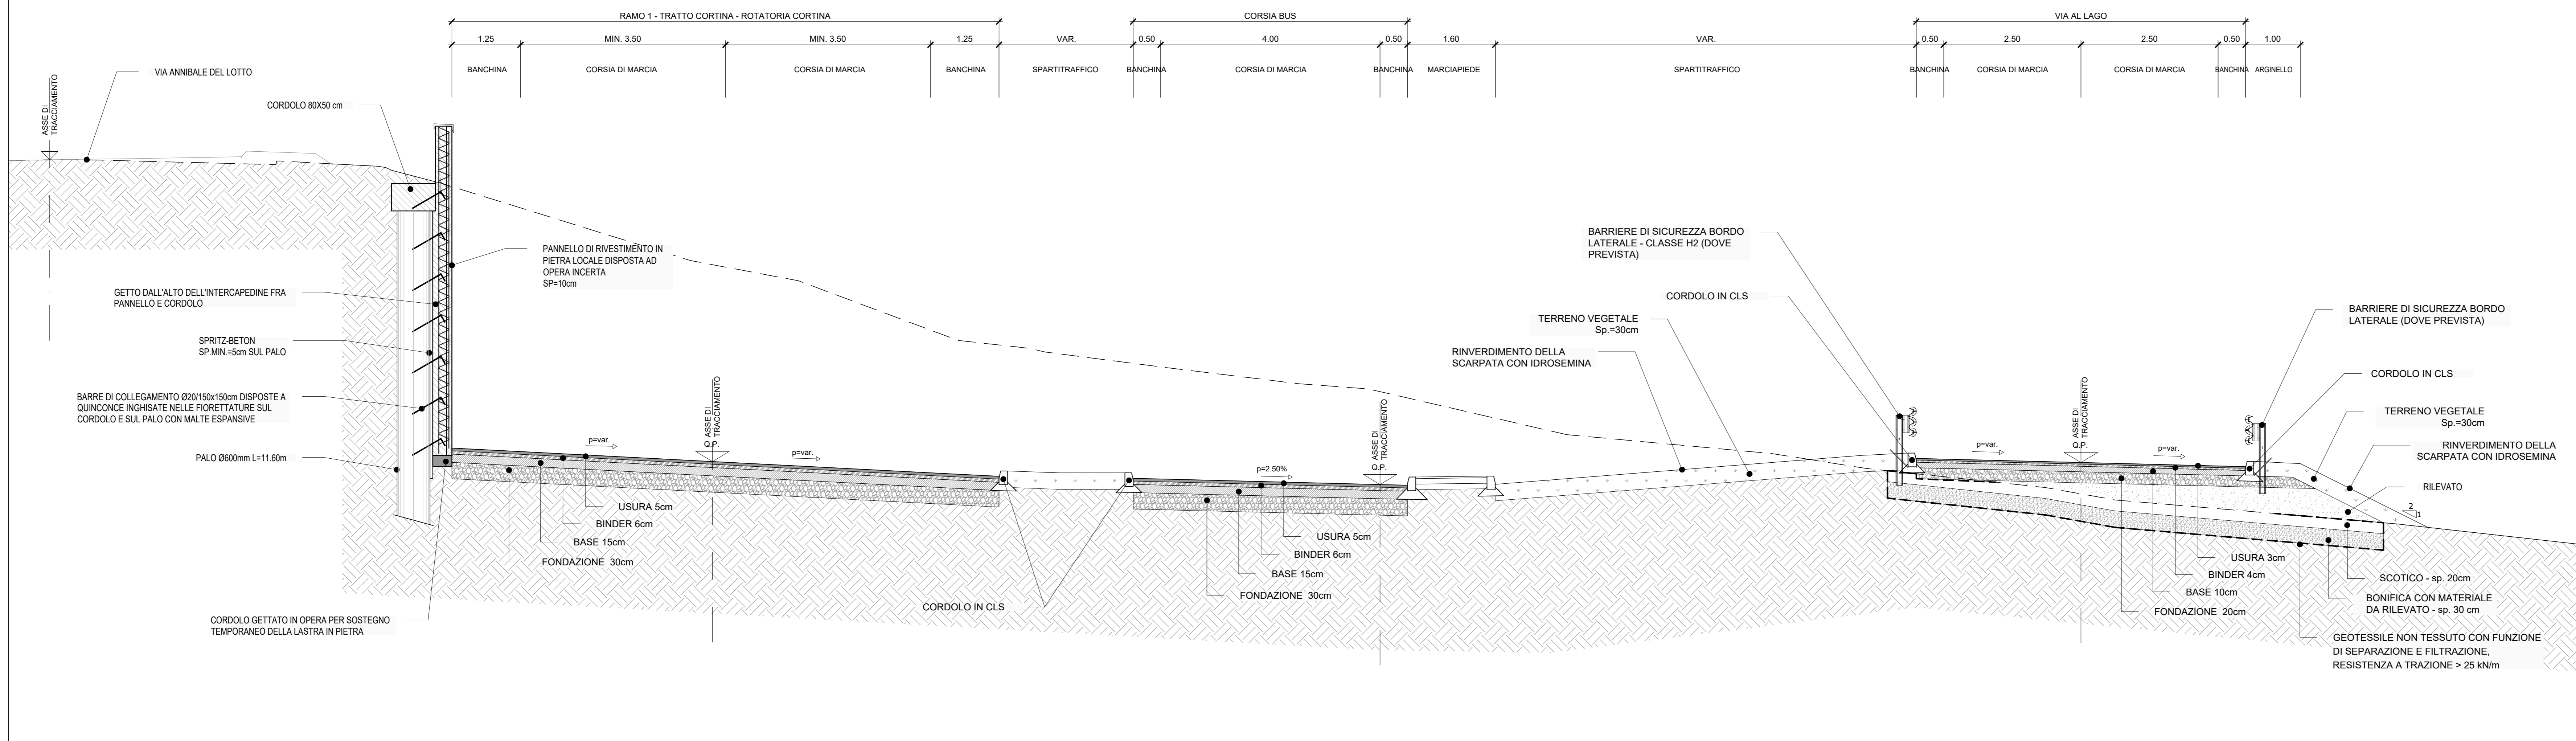 RAMO 1 - TRATTO CORTINA - ROTATORIA CORTINA
CORSIA BUS
VIA AL LAGO
1.25
MIN. 3.50
MIN. 3.50
1.25
VAR.
0.50
4.00
0.50
1.60
VAR.
0.50
2.50
2.50
0.50
1.00
BANCHINA
CORSIA DI MARCIA
CORSIA DI MARCIA
BANCHINA
SPARTITRAFFICO
BANCHINA
CORSIA DI MARCIA
BANCHINA
MARCIAPIEDE
SPARTITRAFFICO
BANCHINA
CORSIA DI MARCIA
CORSIA DI MARCIA
BANCHINA
ARGINELLO
ASSE DI
TRACCIAMENTO
VIA ANNIBALE DEL LOTTO
CORDOLO 80X50 cm
PANNELLO DI RIVESTIMENTO IN
PIETRA LOCALE DISPOSTA AD
OPERA INCERTA
SP=10cm
GETTO DALL'ALTO DELL'INTERCAPEDINE FRA
PANNELLO E CORDOLO
SPRITZ-BETON
SP.MIN.=5cm SUL PALO
BARRE DI COLLEGAMENTO Ø20/150x150cm DISPOSTE A
QUINCONCE INGHISATE NELLE FIORETTATURE SUL
CORDOLO E SUL PALO CON MALTE ESPANSIVE
PALO Ø600mm L=11.60m
CORDOLO GETTATO IN OPERA PER SOSTEGNO
TEMPORANEO DELLA LASTRA IN PIETRA
p=var.
ASSE DI
TRACCIAMENTO
Q.P.
p=var.
USURA 5cm
BINDER 6cm
BASE 15cm
FONDAZIONE 30cm
CORDOLO IN CLS
p=2.50%
ASSE DI
TRACCIAMENTO
Q.P.
USURA 5cm
BINDER 6cm
BASE 15cm
FONDAZIONE 30cm
BARRIERE DI SICUREZZA BORDO
LATERALE - CLASSE H2 (DOVE
PREVISTA)
CORDOLO IN CLS
TERRENO VEGETALE
Sp.=30cm
RINVERDIMENTO DELLA
SCARPATA CON IDROSEMINA
p=var.
ASSE DI
TRACCIAMENTO
Q.P.
p=var.
BARRIERE DI SICUREZZA BORDO
LATERALE (DOVE PREVISTA)
CORDOLO IN CLS
TERRENO VEGETALE
Sp.=30cm
RINVERDIMENTO DELLA
SCARPATA CON IDROSEMINA
RILEVATO
2
1
USURA 3cm
BINDER 4cm
BASE 10cm
FONDAZIONE 20cm
SCOTICO - sp. 20cm
BONIFICA CON MATERIALE
DA RILEVATO - sp. 30 cm
GEOTESSILE NON TESSUTO CON FUNZIONE
DI SEPARAZIONE E FILTRAZIONE,
RESISTENZA A TRAZIONE > 25 kN/m